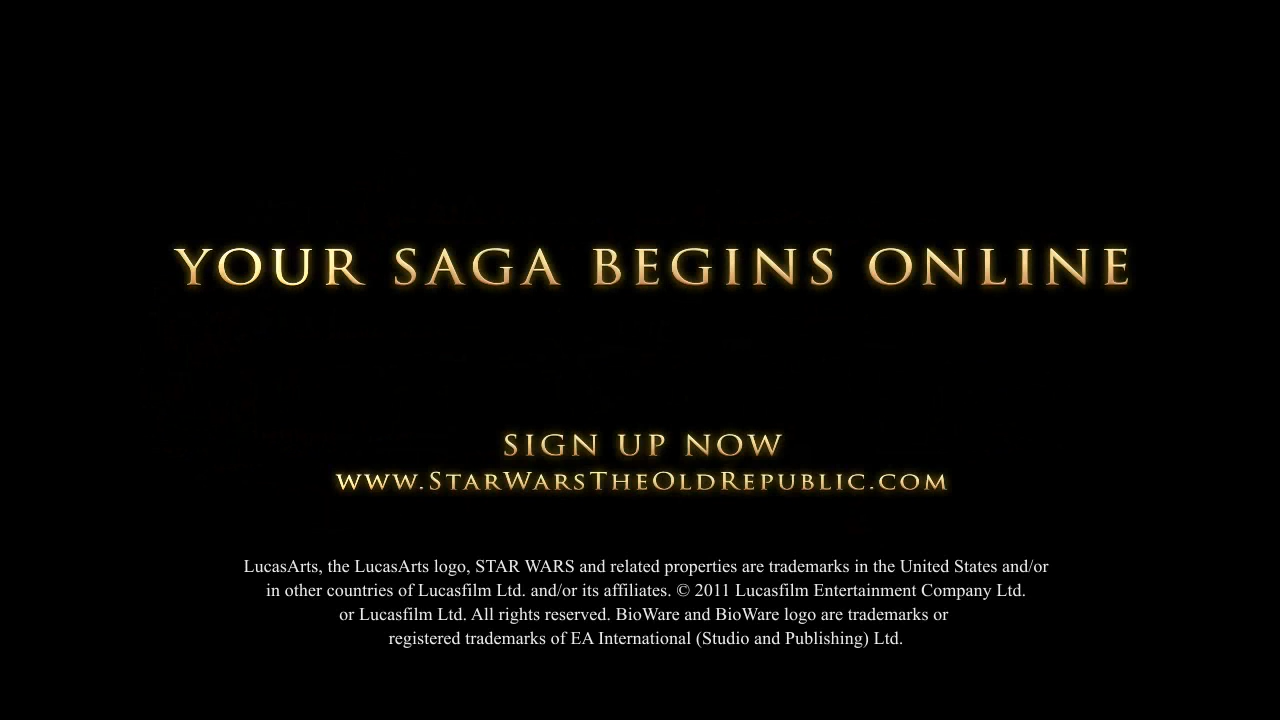 YOUR SAGA BEGINS ONLINE
SIGN UP NOW
WWW.STARWARSTHEOLDREPUBLIC.COM
LucasArts, the LucasArts logo, STAR WARS and related properties are trademarks in the United States and/or
in other countries of Lucasfilm Ltd. and/or its affiliates. © 2011 Lucasfilm Entertainment Company Ltd.
or Lucasfilm Ltd. All rights reserved. BioWare and BioWare logo are trademarks or
registered trademarks of EA International (Studio and Publishing) Ltd.